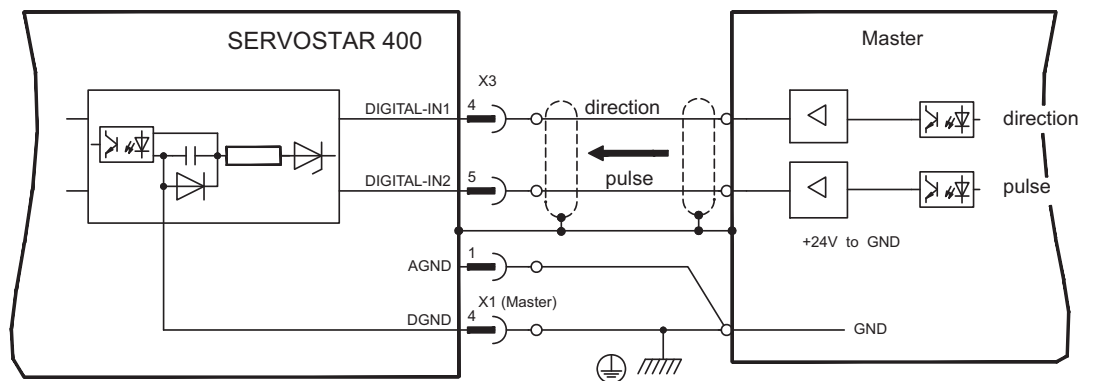 SERVOSTAR 400
Master
X3
DIGITAL-IN1
4
direction
direction
DIGITAL-IN2
5
pulse
pulse
+24V to GND
AGND
1
X1 (Master)
DGND
4
GND